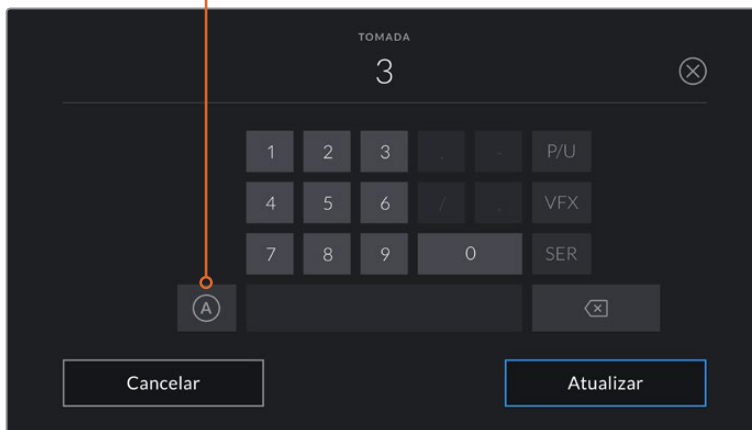 TOMADA
3
1 2 3 . - P/U
4 5 6 / , VFX
7 8 9 0 SER
A
Cancelar Atualizar